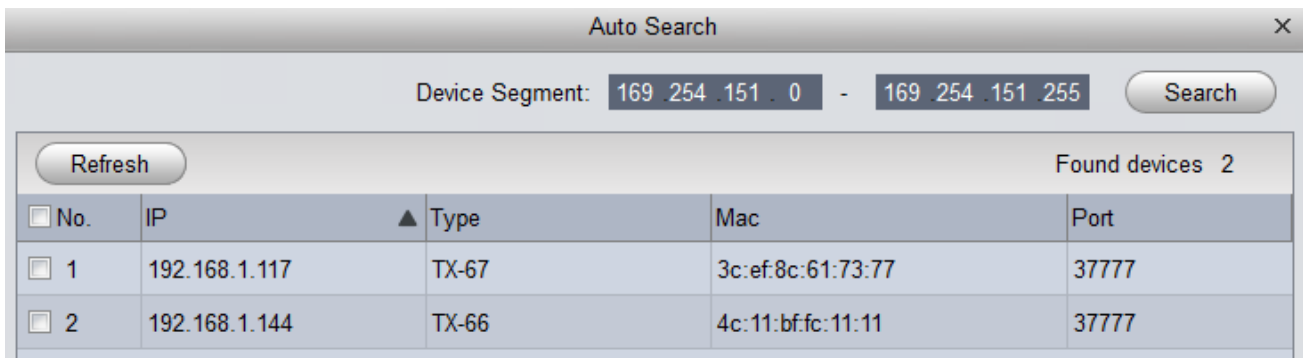 Auto Search
Device Segment: 169 .254 .151 . 0 - 169 .254 .151 .255 Search
Refresh Found devices 2
No. IP Type Mac Port
1 192.168.1.117 TX-67 3c:ef:8c:61:73:77 37777
2 192.168.1.144 TX-66 4c:11:bf:fc:11:11 37777